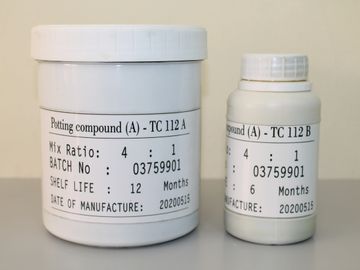 Potting compound (A) - TC 112 A
Mix Ratio: 4 : 1
BATCH No : 03759901
SHELF LIFE : 12 Months
DATE OF MANUFACTURE: 20200515
compound (A) - TC 112 B
: 4 : 1
: 03759901
: 6 Months
FACTURE: 20200515